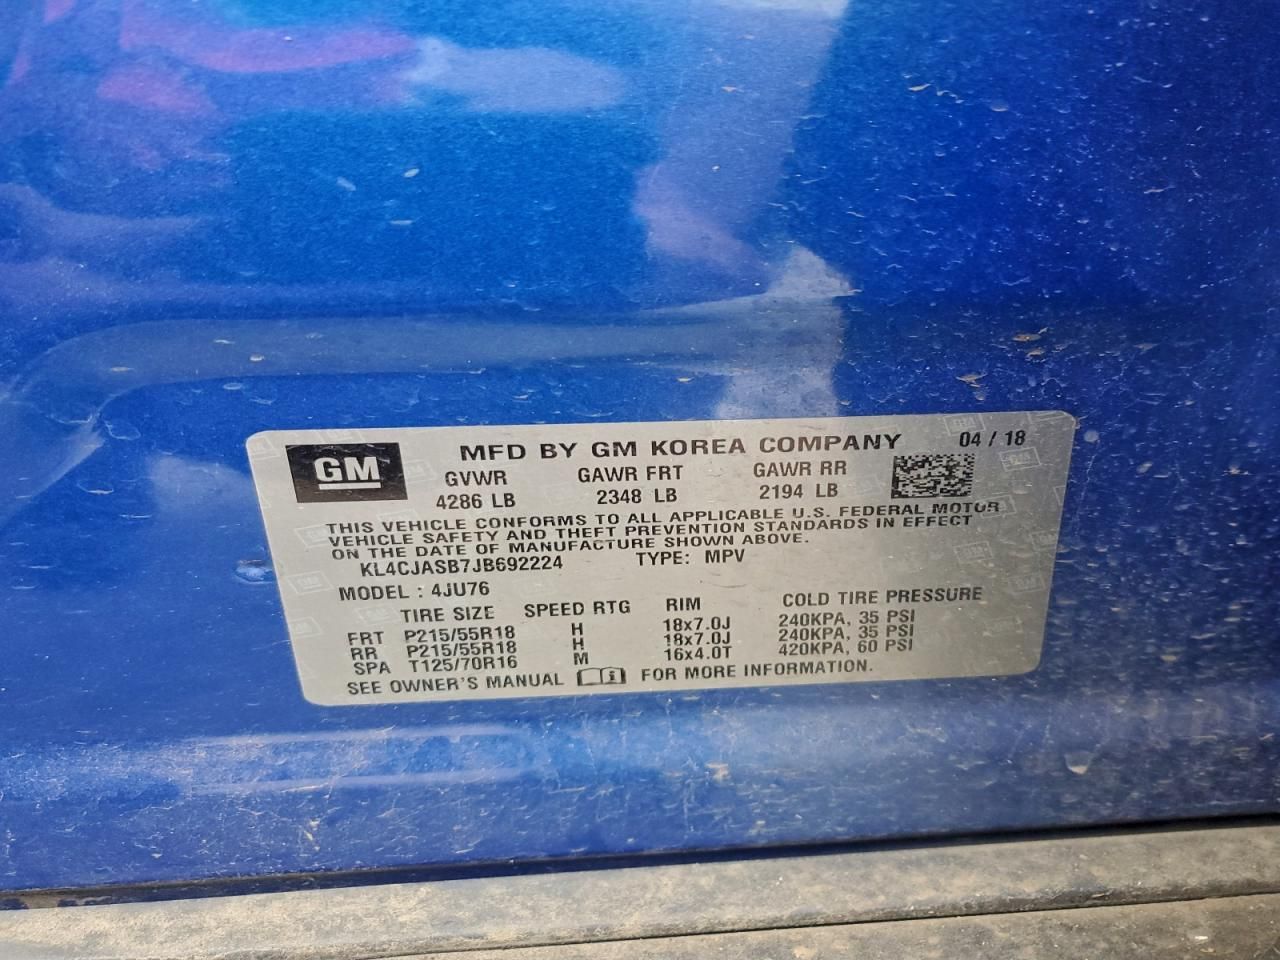 GM
MFD BY GM KOREA COMPANY 04 / 18
GVWR GAWR FRT GAWR RR
4286 LB 2348 LB 2194 LB
THIS VEHICLE CONFORMS TO ALL APPLICABLE U.S. FEDERAL MOTOR
VEHICLE SAFETY AND THEFT PREVENTION STANDARDS IN EFFECT
ON THE DATE OF MANUFACTURE SHOWN ABOVE.
KL4CJASB7JB692224 TYPE: MPV
MODEL : 4JU76
TIRE SIZE SPEED RTG RIM COLD TIRE PRESSURE
FRT P215/55R18 H 18x7.0J 240KPA, 35 PSI
RR P215/55R18 H 18x7.0J 240KPA, 35 PSI
SPA T125/70R16 M 16x4.0T 420KPA, 60 PSI
SEE OWNER'S MANUAL i FOR MORE INFORMATION.